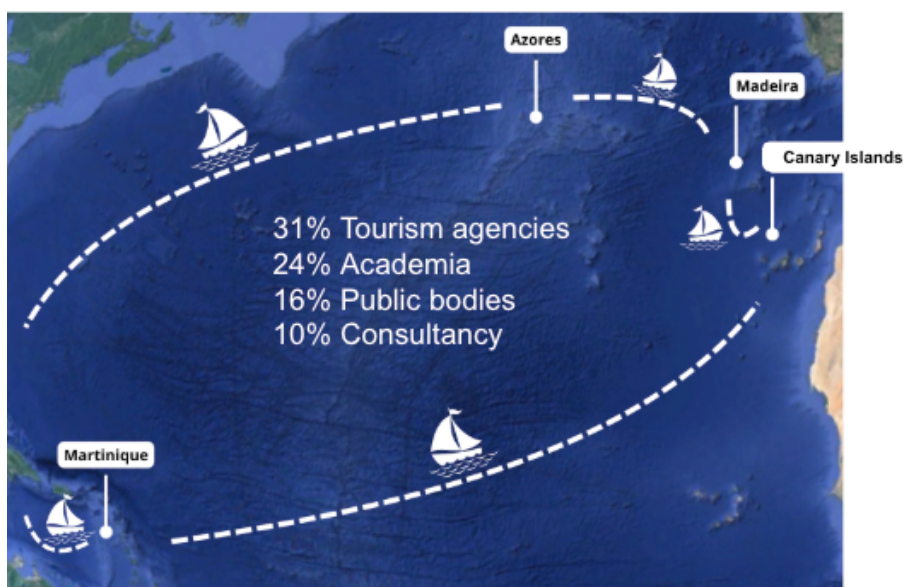 Azores
Madeira
Canary Islands
31% Tourism agencies
24% Academia
16% Public bodies
10% Consultancy
Martinique